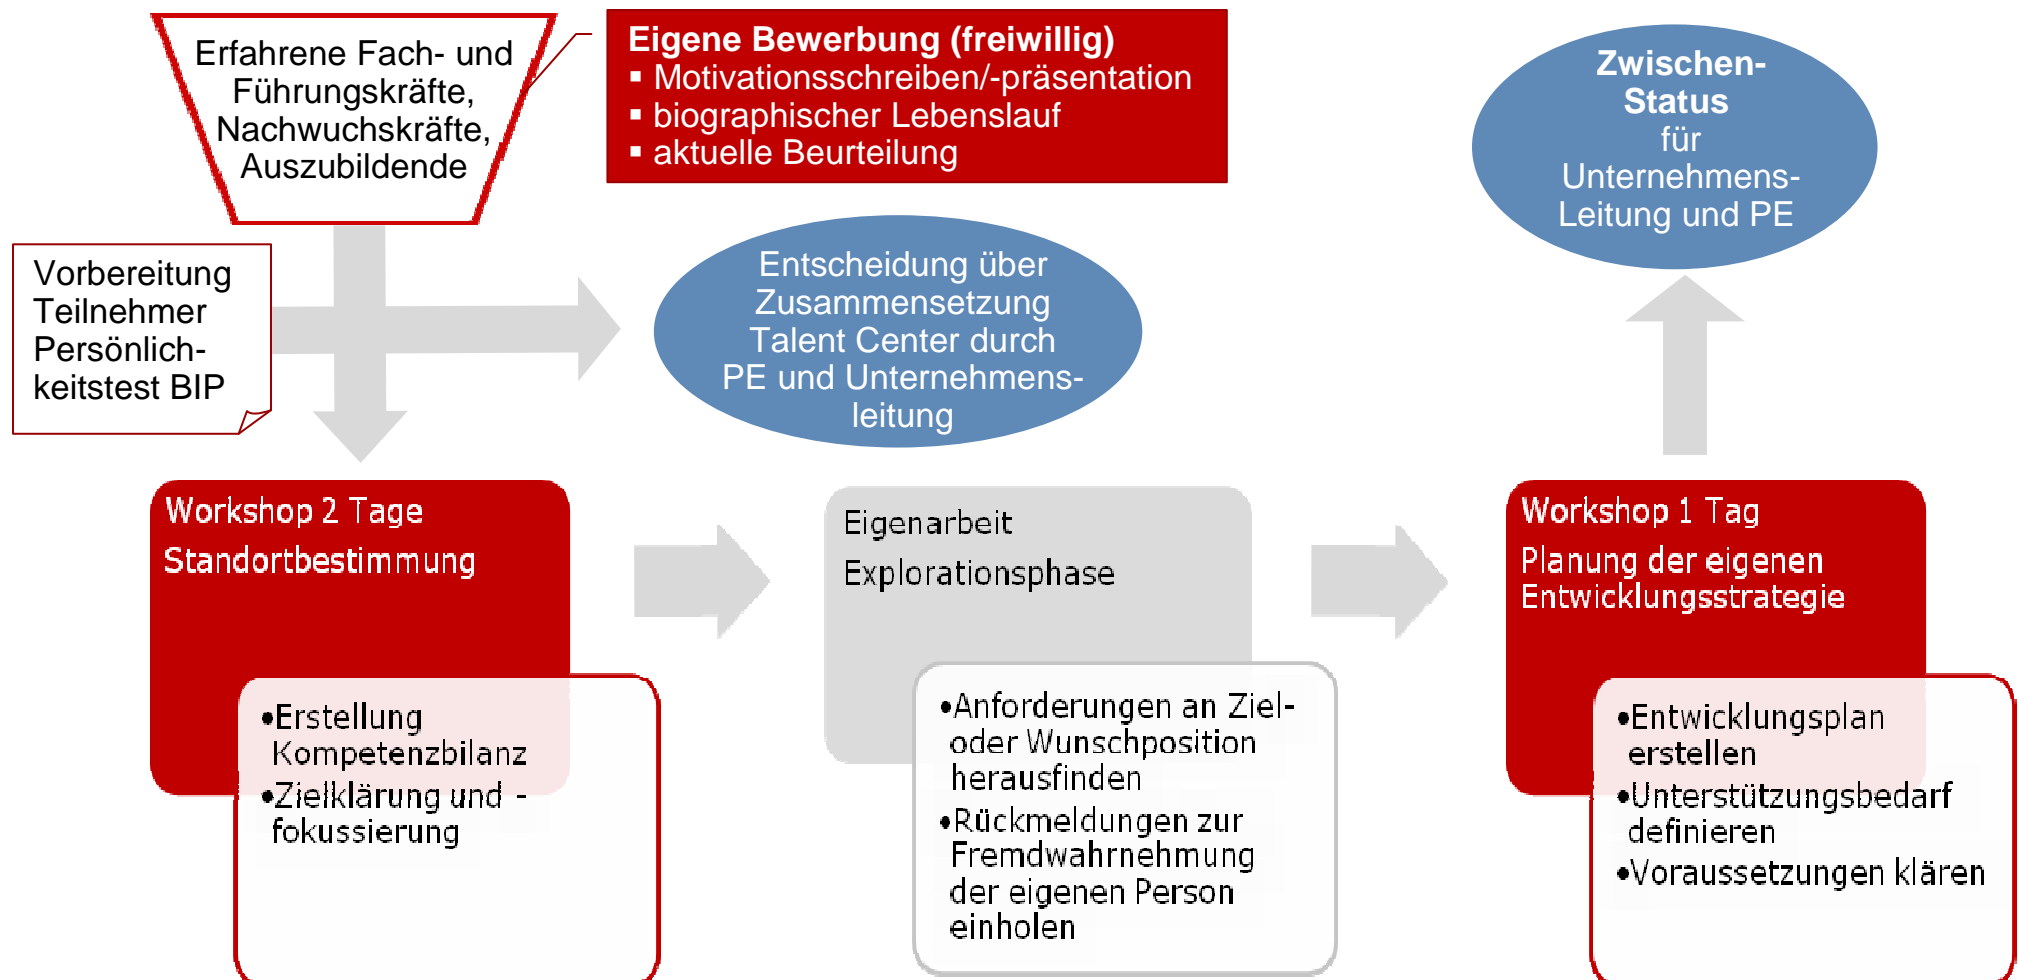 Erfahrene Fach- und
Führungskräfte,
Nachwuchskräfte,
Auszubildende
Eigene Bewerbung (freiwillig)
▪ Motivationsschreiben/-präsentation
▪ biographischer Lebenslauf
▪ aktuelle Beurteilung
Zwischen-
Status
für
Unternehmens-
Leitung und PE
Vorbereitung
Teilnehmer
Persönlich-
keitstest BIP
Entscheidung über
Zusammensetzung
Talent Center durch
PE und Unternehmens-
leitung
Workshop 2 Tage
Standortbestimmung
•Erstellung
Kompetenzbilanz
•Zielklärung und -
fokussierung
Eigenarbeit
Explorationsphase
•Anforderungen an Ziel-
oder Wunschposition
herausfinden
•Rückmeldungen zur
Fremdwahrnehmung
der eigenen Person
einholen
Workshop 1 Tag
Planung der eigenen
Entwicklungsstrategie
•Entwicklungsplan
erstellen
•Unterstützungsbedarf
definieren
•Voraussetzungen klären